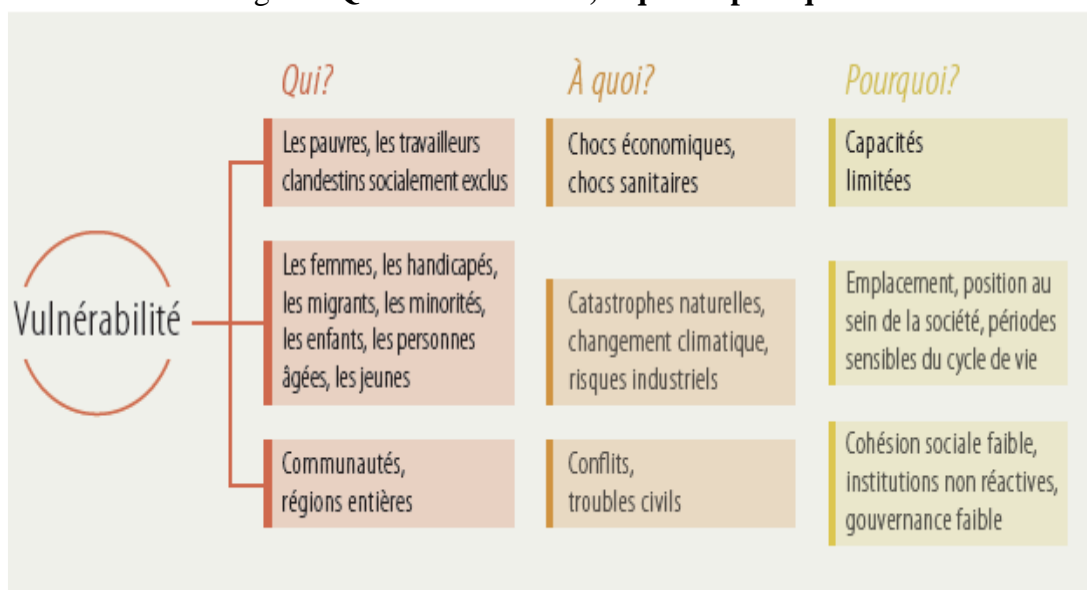 Qui?
À quoi?
Pourquoi?
Les pauvres, les travailleurs
clandestins socialement exclus
Chocs économiques,
chocs sanitaires
Capacités
limitées
Vulnérabilité
Les femmes, les handicapés,
les migrants, les minorités,
les enfants, les personnes
âgées, les jeunes
Catastrophes naturelles,
changement climatique,
risques industriels
Emplacement, position au
sein de la société, périodes
sensibles du cycle de vie
Communautés,
régions entières
Conflits,
troubles civils
Cohésion sociale faible,
institutions non réactives,
gouvernance faible